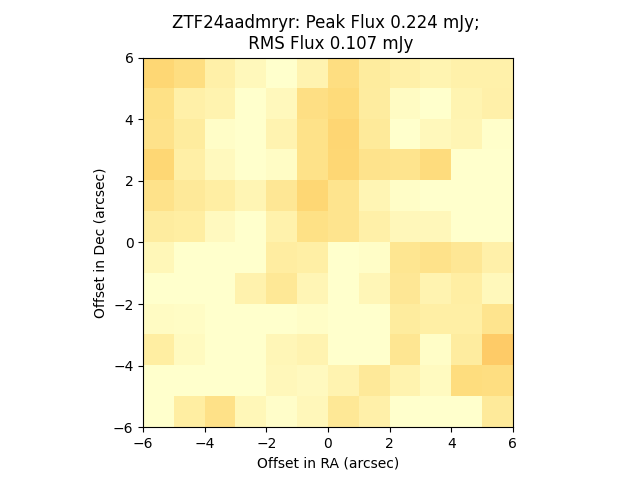 ZTF24aadmryr: Peak Flux 0.224 mJy;
RMS Flux 0.107 mJy
6
4
2
0
−2
−4
−6
Offset in Dec (arcsec)
−6 −4 −2 0 2 4 6
Offset in RA (arcsec)